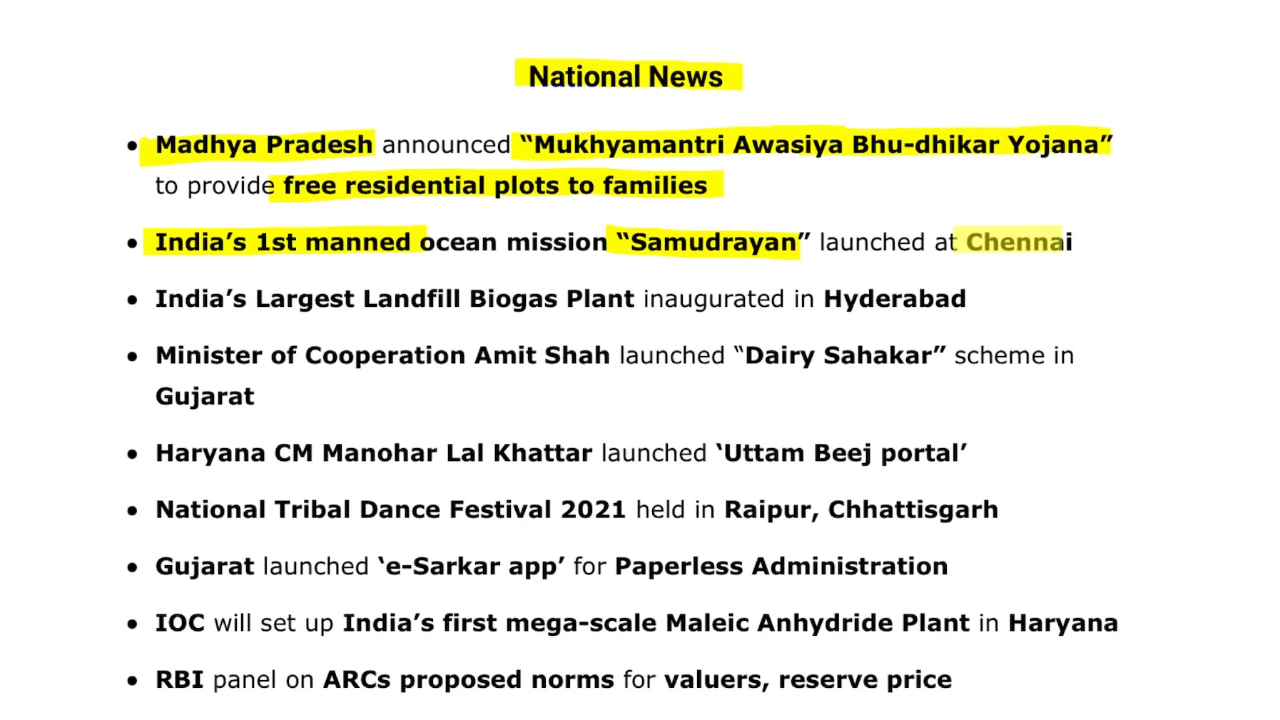 National News
• Madhya Pradesh announced “Mukhyamantri Awasiya Bhu-dhikar Yojana”
to provide free residential plots to families
• India’s 1st manned ocean mission “Samudrayan” launched at Chennai
• India’s Largest Landfill Biogas Plant inaugurated in Hyderabad
• Minister of Cooperation Amit Shah launched “Dairy Sahakar” scheme in
Gujarat
• Haryana CM Manohar Lal Khattar launched ‘Uttam Beej portal’
• National Tribal Dance Festival 2021 held in Raipur, Chhattisgarh
• Gujarat launched ‘e-Sarkar app’ for Paperless Administration
• IOC will set up India’s first mega-scale Maleic Anhydride Plant in Haryana
• RBI panel on ARCs proposed norms for valuers, reserve price